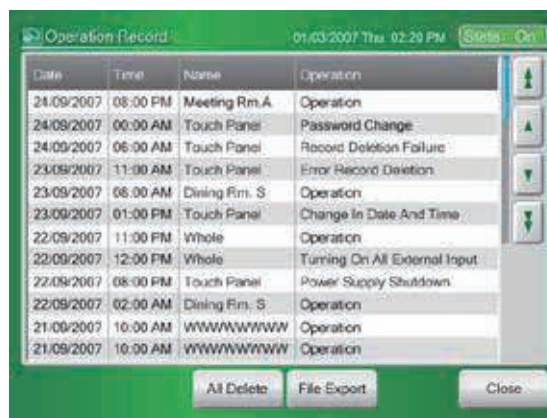 Operation Record 01/03/2007 Thu 02:29 PM State: On
Date Time Name Operation
24/09/2007 08:00 PM Meeting Rm.A Operation
24/09/2007 00:00 AM Touch Panel Password Change
24/09/2007 06:00 AM Touch Panel Record Deletion Failure
23/09/2007 11:00 AM Touch Panel Error Record Deletion
23/09/2007 06:00 AM Dining Rm. S Operation
23/09/2007 01:00 PM Touch Panel Change In Date And Time
22/09/2007 11:00 PM Whole Operation
22/09/2007 12:00 PM Whole Turning On All External Input
22/09/2007 08:00 PM Touch Panel Power Supply Shutdown
22/09/2007 02:00 AM Dining Rm. S Operation
21/09/2007 10:00 AM Operation
21/09/2007 10:00 AM Operation
All Delete File Export Close